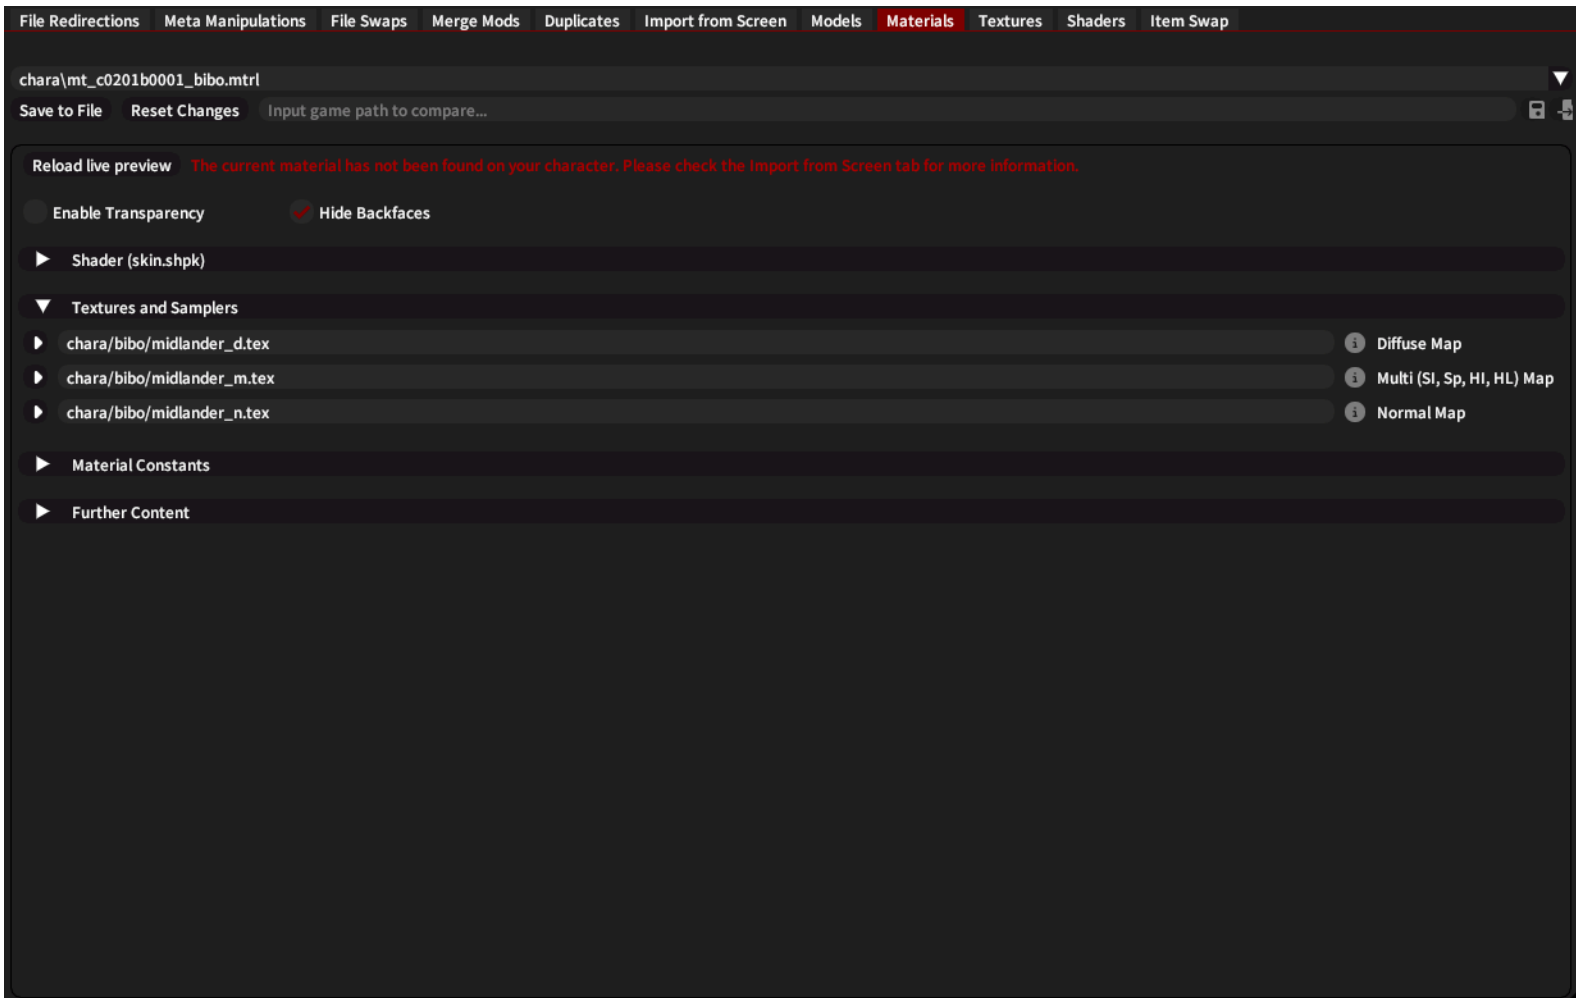 File Redirections Meta Manipulations File Swaps Merge Mods Duplicates Import from Screen Models Materials Textures Shaders Item Swap
chara\mt_c0201b0001_bibo.mtrl
Save to File Reset Changes Input game path to compare...
Reload live preview The current material has not been found on your character. Please check the Import from Screen tab for more information.
Enable Transparency Hide Backfaces
Shader (skin.shpk)
Textures and Samplers
chara/bibo/midlander_d.tex Diffuse Map
chara/bibo/midlander_m.tex Multi (SI, Sp, HI, HL) Map
chara/bibo/midlander_n.tex Normal Map
Material Constants
Further Content